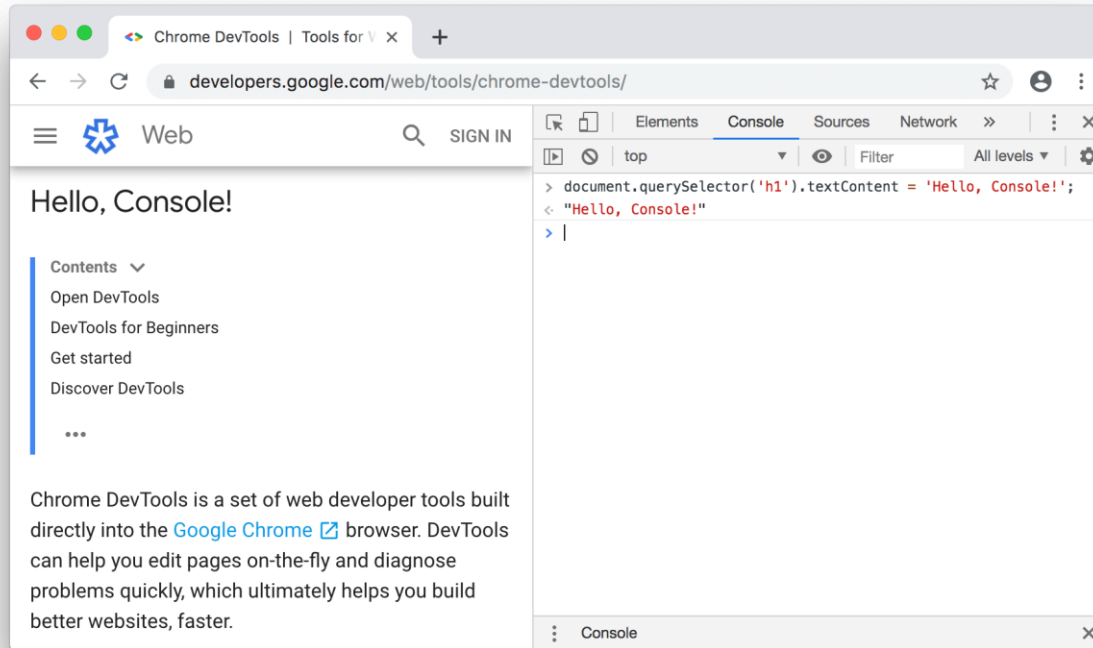 Chrome DevTools | Tools for
developers.google.com/web/tools/chrome-devtools/
Web
SIGN IN
Hello, Console!
Contents
Open DevTools
DevTools for Beginners
Get started
Discover DevTools
•••
Chrome DevTools is a set of web developer tools built
directly into the Google Chrome browser. DevTools
can help you edit pages on-the-fly and diagnose
problems quickly, which ultimately helps you build
better websites, faster.
Elements Console Sources Network »
top Filter All levels
> document.querySelector('h1').textContent = 'Hello, Console!';
"Hello, Console!"
>
Console